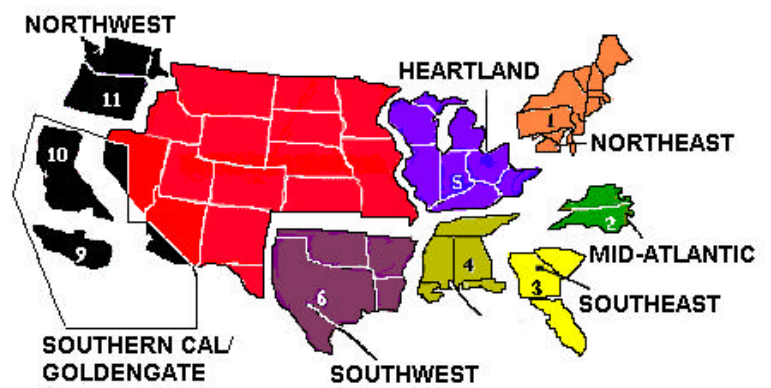 NORTHWEST
HEARTLAND
11
1
NORTHEAST
10
5
2
MID-ATLANTIC
9
4
3
SOUTHEAST
6
SOUTHERN CAL/
GOLDENGATE
SOUTHWEST